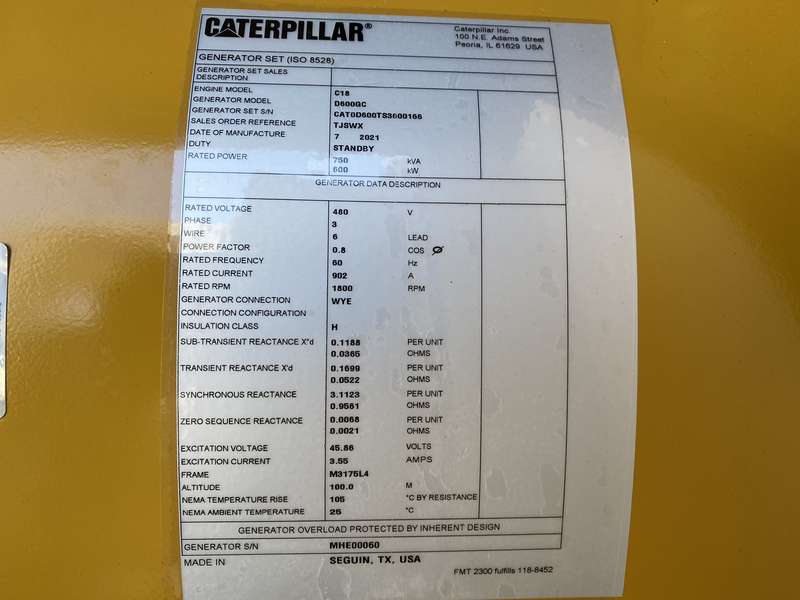 CATERPILLAR®
Caterpillar Inc.
100 N.E. Adams Street
Peoria, IL 61629 USA
GENERATOR SET (ISO 8528)
GENERATOR SET SALES
DESCRIPTION
ENGINE MODEL C18
GENERATOR MODEL D600GC
GENERATOR SET S/N CAT0D600TS3600166
SALES ORDER REFERENCE TJSWX
DATE OF MANUFACTURE 7 2021
DUTY STANDBY
RATED POWER 750 kVA
600 kW
GENERATOR DATA DESCRIPTION
RATED VOLTAGE 480 V
PHASE 3
WIRE 6 LEAD
POWER FACTOR 0.8 COS Ø
RATED FREQUENCY 60 Hz
RATED CURRENT 902 A
RATED RPM 1800 RPM
GENERATOR CONNECTION WYE
CONNECTION CONFIGURATION
INSULATION CLASS H
SUB-TRANSIENT REACTANCE X"d 0.1188 PER UNIT
0.0365 OHMS
TRANSIENT REACTANCE X'd 0.1699 PER UNIT
0.0522 OHMS
SYNCHRONOUS REACTANCE 3.1123 PER UNIT
0.9561 OHMS
ZERO SEQUENCE REACTANCE 0.0068 PER UNIT
0.0021 OHMS
EXCITATION VOLTAGE 45.86 VOLTS
EXCITATION CURRENT 3.55 AMPS
FRAME M3175L4
ALTITUDE 100.0 M
NEMA TEMPERATURE RISE 105 °C BY RESISTANCE
NEMA AMBIENT TEMPERATURE 25 °C
GENERATOR OVERLOAD PROTECTED BY INHERENT DESIGN
GENERATOR S/N MHE00060
MADE IN SEGUIN, TX, USA
FMT 2300 fulfills 118-8452